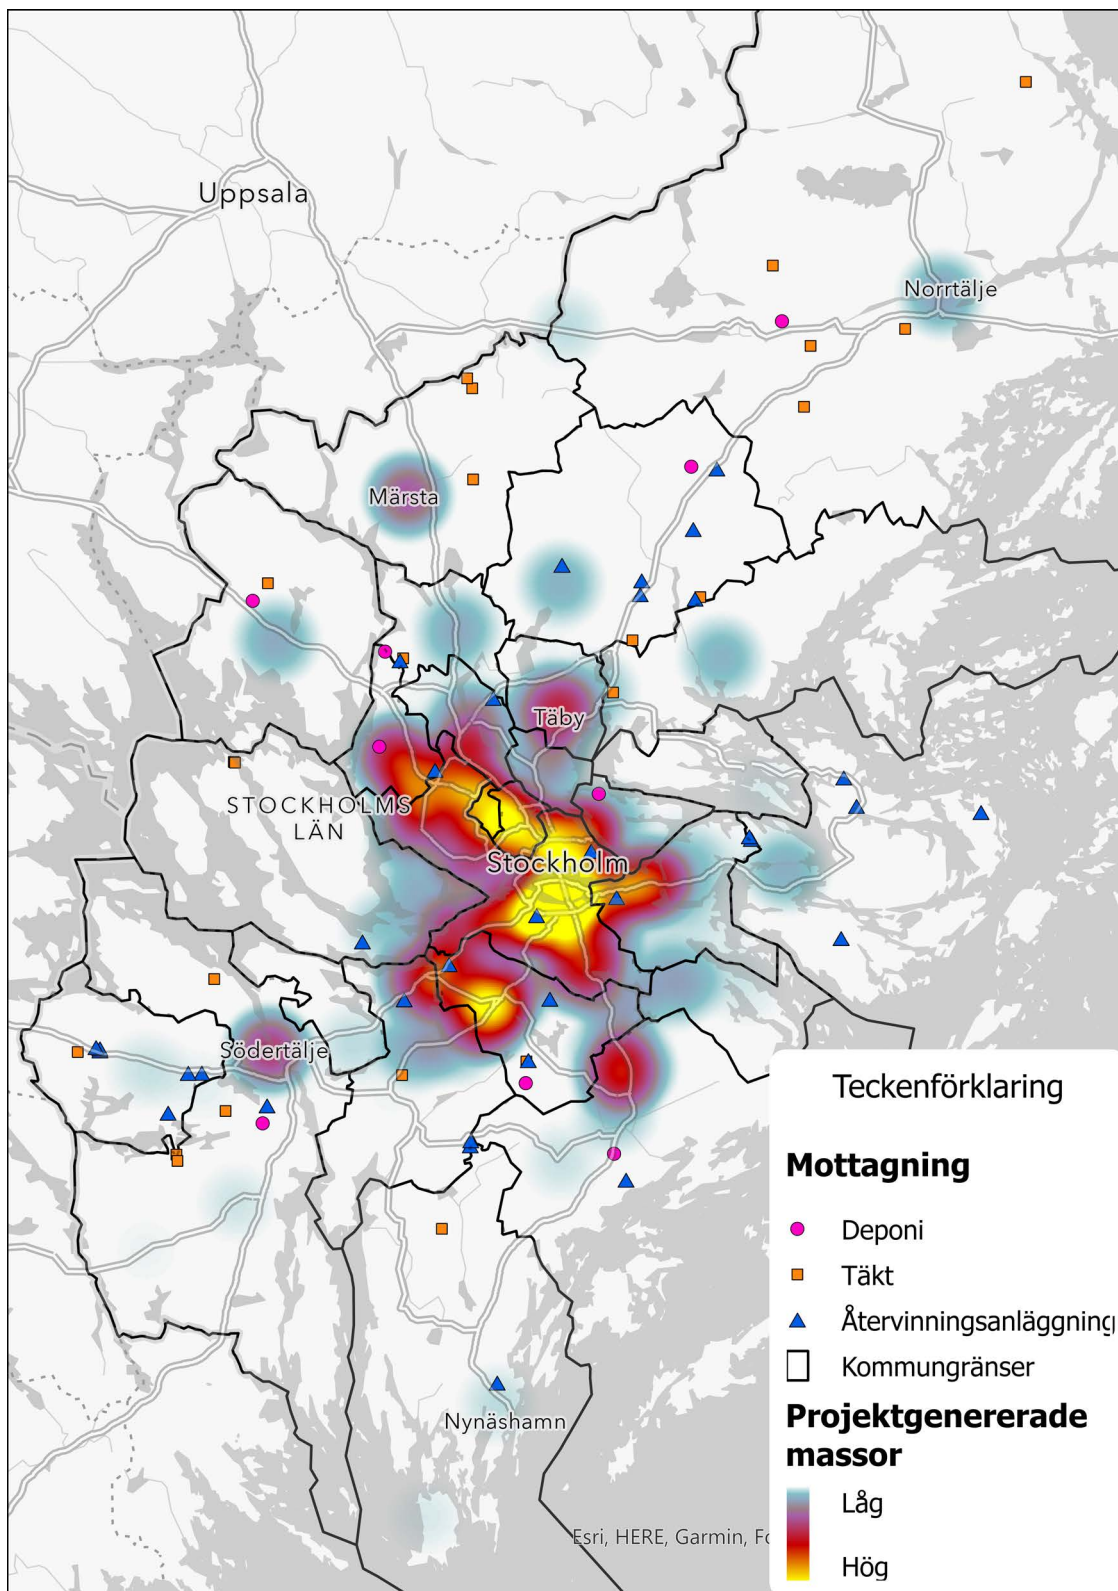 Uppsala
Norrtälje
Märsta
Täby
STOCKHOLMS
LÄN
Stockholm
Södertälje
Nynäshamn
Teckenförklaring
Mottagning
Deponi
Täkt
Återvinningsanläggning
Kommungränser
Projektgenererade
massor
Låg
Hög
Esri, HERE, Garmin,